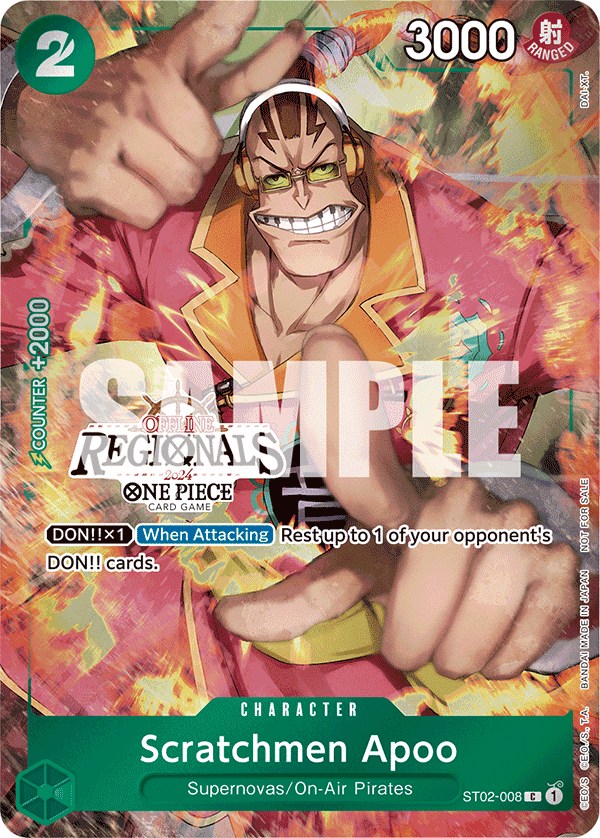 2
3000
射
RANGED
DAI-XT.
COUNTER +2000
SAMPLE
OFFLINE
REGIONALS
2024
ONE PIECE
CARD GAME
DON!!×1 When Attacking Rest up to 1 of your opponent's
DON!! cards.
CHARACTER
Scratchmen Apoo
Supernovas/On-Air Pirates
ST02-008 C 1
CEO/S C.E.O./S., T.A. BANDAI MADE IN JAPAN NOT FOR SALE